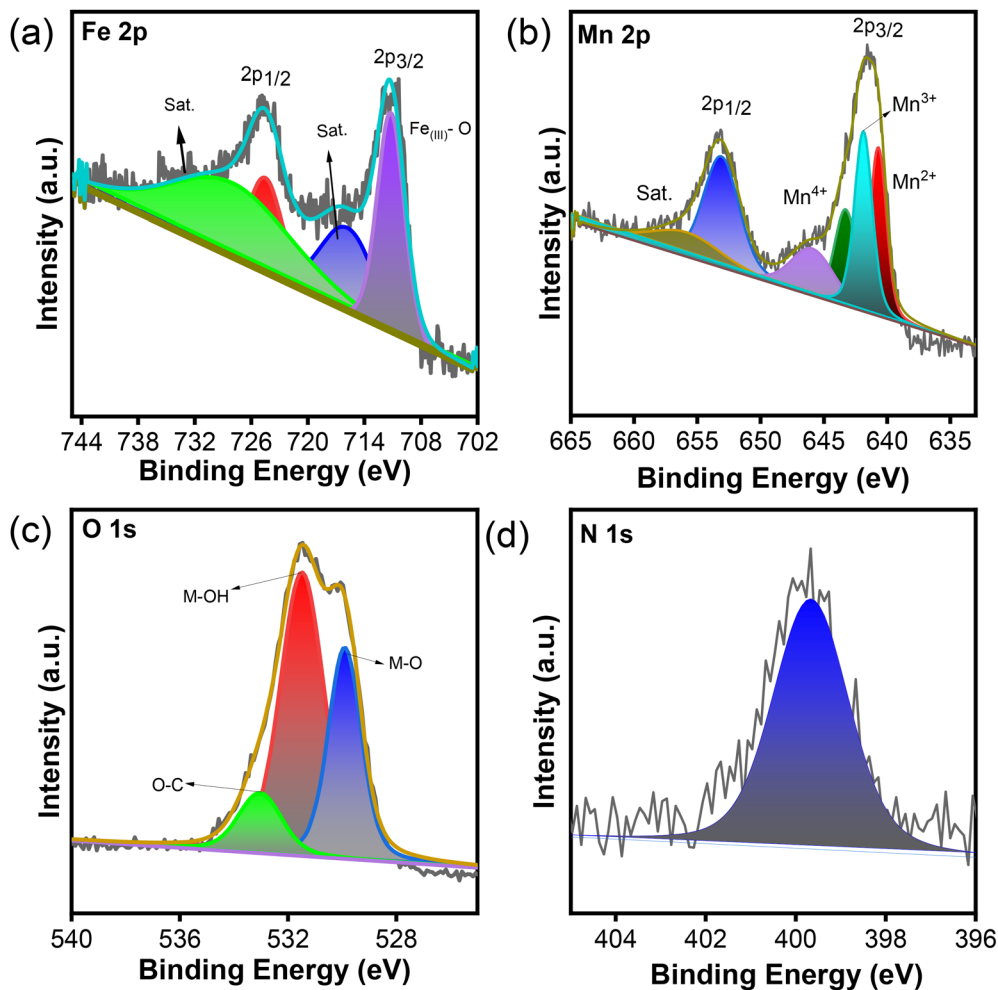 (a)
Fe 2p
2p1/2
2p3/2
Sat.
Sat.
Fe(III)- O
Intensity (a.u.)
744 738 732 726 720 714 708 702
Binding Energy (eV)
(b)
Mn 2p
2p3/2
2p1/2
Mn3+
Mn4+
Mn2+
Sat.
Intensity (a.u.)
665 660 655 650 645 640 635
Binding Energy (eV)
(c)
O 1s
M-OH
M-O
O-C
Intensity (a.u.)
540 536 532 528
Binding Energy (eV)
(d)
N 1s
Intensity (a.u.)
404 402 400 398 396
Binding Energy (eV)